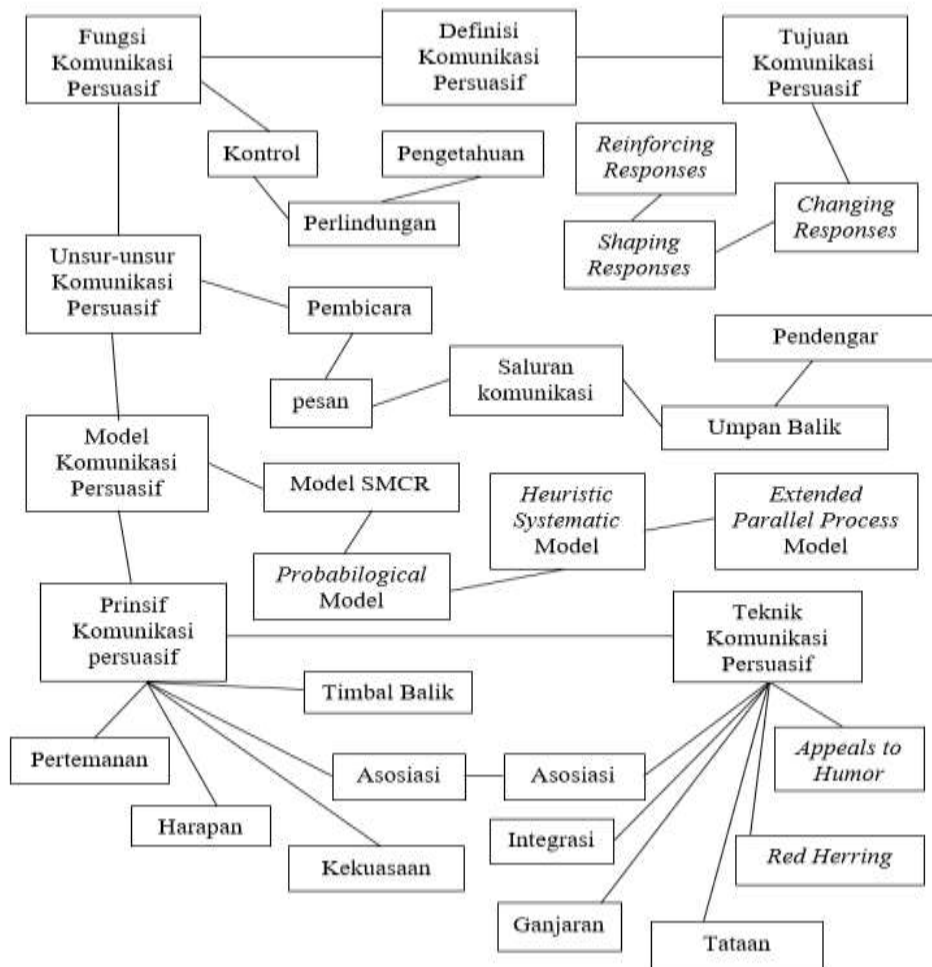 Fungsi
Komunikasi
Persuasif
Definisi
Komunikasi
Persuasif
Tujuan
Komunikasi
Persuasif
Kontrol
Pengetahuan
Perlindungan
Reinforcing
Responses
Shaping
Responses
Changing
Responses
Unsur-unsur
Komunikasi
Persuasif
Pembicara
pesan
Saluran
komunikasi
Pendengar
Umpan Balik
Model
Komunikasi
Persuasif
Model SMCR
Probabilogical
Model
Heuristic
Systematic
Model
Extended
Parallel Process
Model
Prinsif
Komunikasi
persuasif
Teknik
Komunikasi
Persuasif
Timbal Balik
Pertemanan
Harapan
Asosiasi
Kekuasaan
Asosiasi
Integrasi
Ganjaran
Tataan
Red Herring
Appeals to
Humor